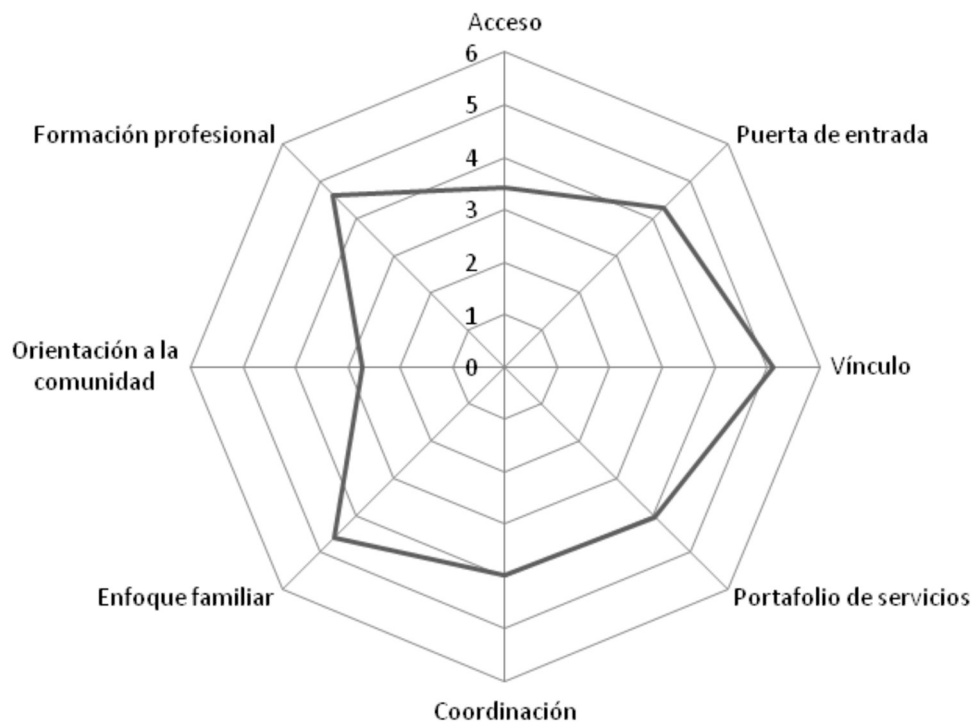 Acceso
6
5
4
3
2
1
0
Formación profesional
Puerta de entrada
Orientación a la
comunidad
Vínculo
Enfoque familiar
Portafolio de servicios
Coordinación